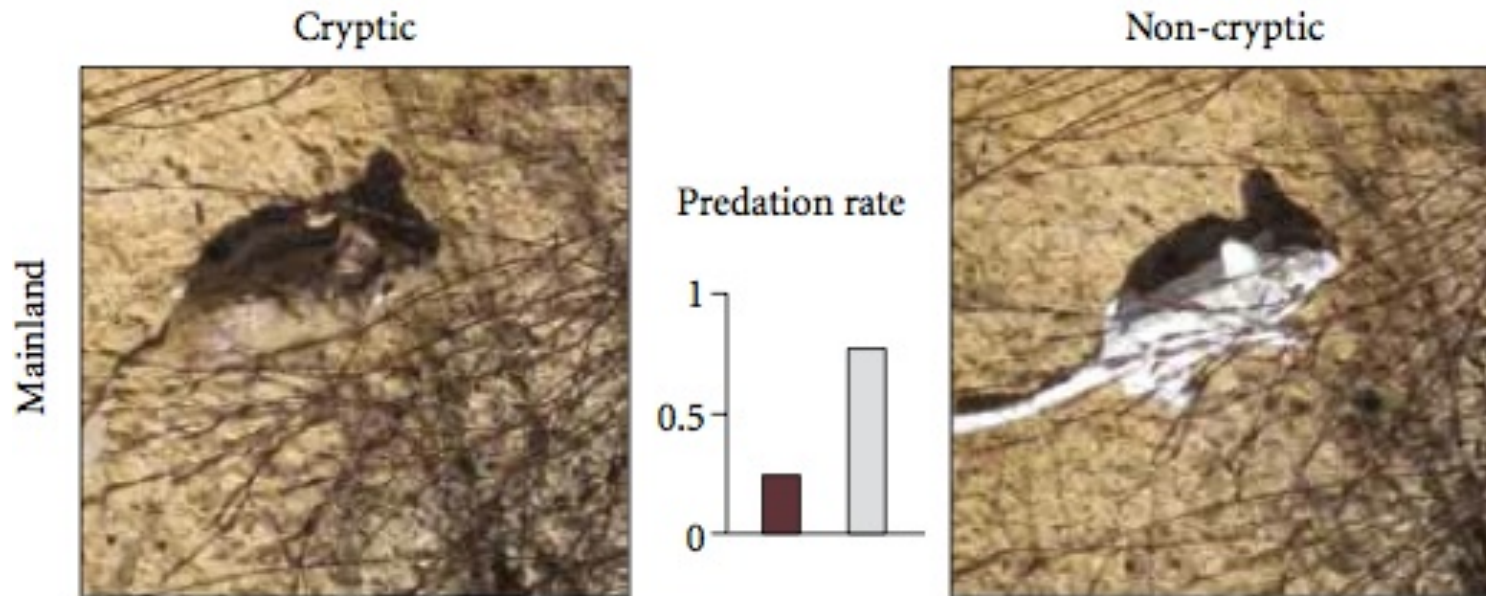 Cryptic
Non-cryptic
Mainland
Predation rate
1
0.5
0